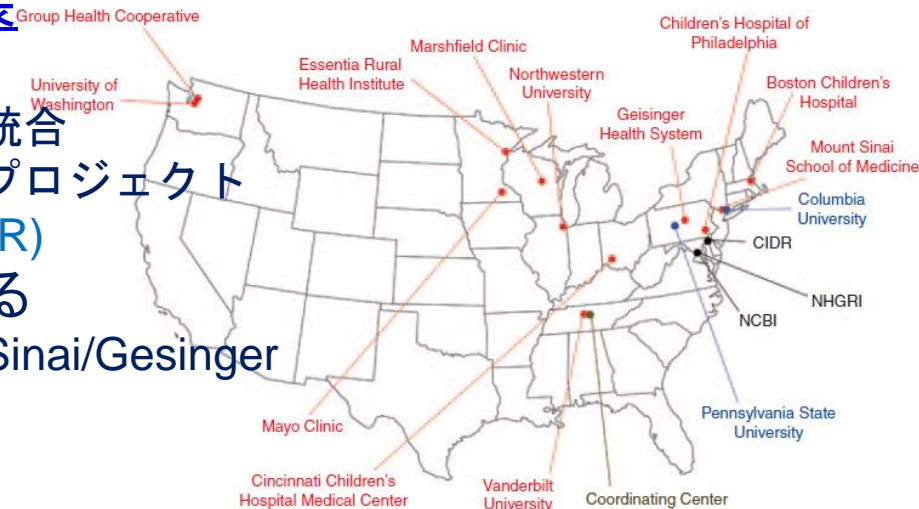 Group Health Cooperative
University of
Washington
統合
プロジェクト
R)
る
Sinai/Gesinger
Essentia Rural
Health Institute
Marshfield Clinic
Northwestern
University
Children's Hospital of
Philadelphia
Geisinger
Health System
Boston Children's
Hospital
Mount Sinai
School of Medicine
Columbia
University
CIDR
NHGRI
NCBI
Pennsylvania State
University
Mayo Clinic
Cincinnati Children's
Hospital Medical Center
Vanderbilt
University
Coordinating Center